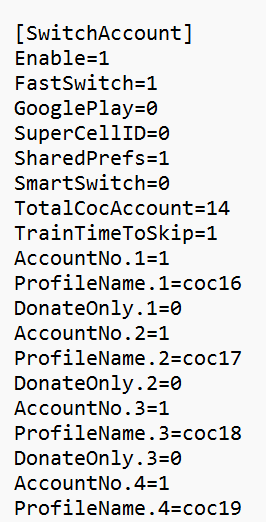 [SwitchAccount]
Enable=1
FastSwitch=1
GooglePlay=0
SuperCellID=0
SharedPrefs=1
SmartSwitch=0
TotalCocAccount=14
TrainTimeToSkip=1
AccountNo.1=1
ProfileName.1=coc16
DonateOnly.1=0
AccountNo.2=1
ProfileName.2=coc17
DonateOnly.2=0
AccountNo.3=1
ProfileName.3=coc18
DonateOnly.3=0
AccountNo.4=1
ProfileName.4=coc19